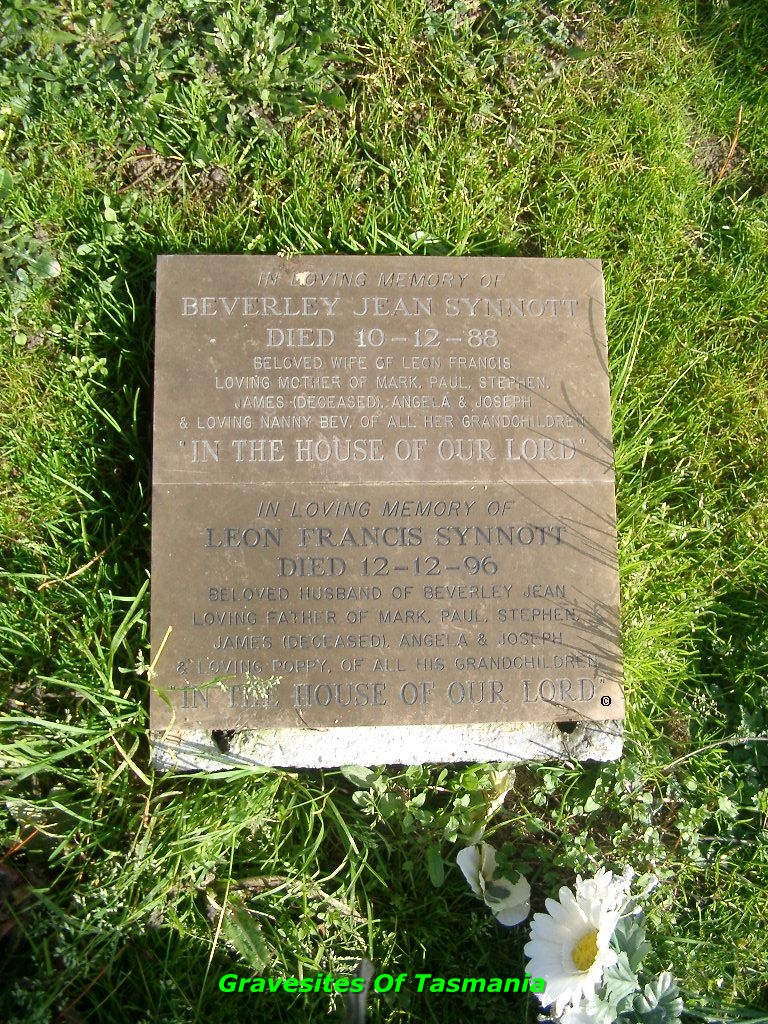 IN LOVING MEMORY OF
BEVERLEY JEAN SYNNOTT
DIED 10-12-88
BELOVED WIFE OF LEON FRANCIS
LOVING MOTHER OF MARK, PAUL, STEPHEN,
JAMES (DECEASED), ANGELA & JOSEPH
& LOVING NANNY BEV, OF ALL HER GRANDCHILDREN
"IN THE HOUSE OF OUR LORD"
IN LOVING MEMORY OF
LEON FRANCIS SYNNOTT
DIED 12-12-96
BELOVED HUSBAND OF BEVERLEY JEAN
LOVING FATHER OF MARK, PAUL, STEPHEN,
JAMES (DECEASED), ANGELA & JOSEPH
& LOVING POPPY, OF ALL HIS GRANDCHILDREN
"IN THE HOUSE OF OUR LORD"
Gravesites Of Tasmania